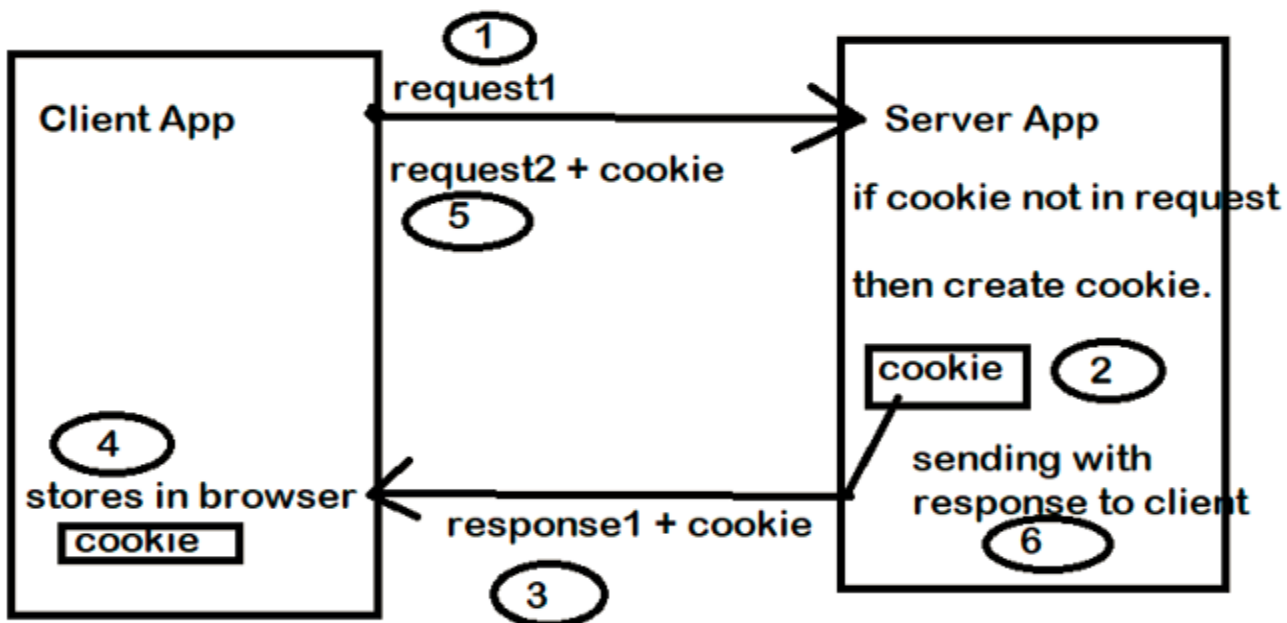 1
request1
Client App
Server App
request2 + cookie
5
if cookie not in request
then create cookie.
cookie
2
4
stores in browser
cookie
sending with
response to client
6
response1 + cookie
3